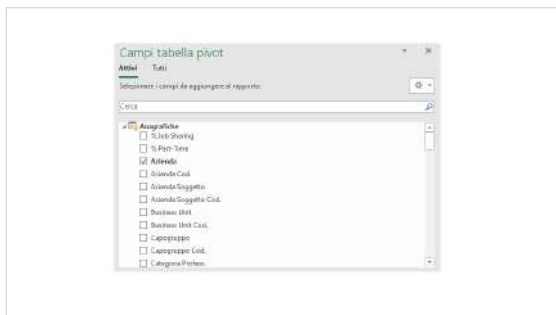 Campi tabella pivot
Attivi Tutti
Selezionare i campi da aggiungere al rapporto:
Cerca
Anagrafiche
% Job Sharing
% Part-Time
Azienda
Azienda Cod.
Azienda Soggetto
Azienda Soggetto Cod.
Business Unit
Business Unit Cod.
Capogruppo
Capogruppo Cod.
Categoria Profess.